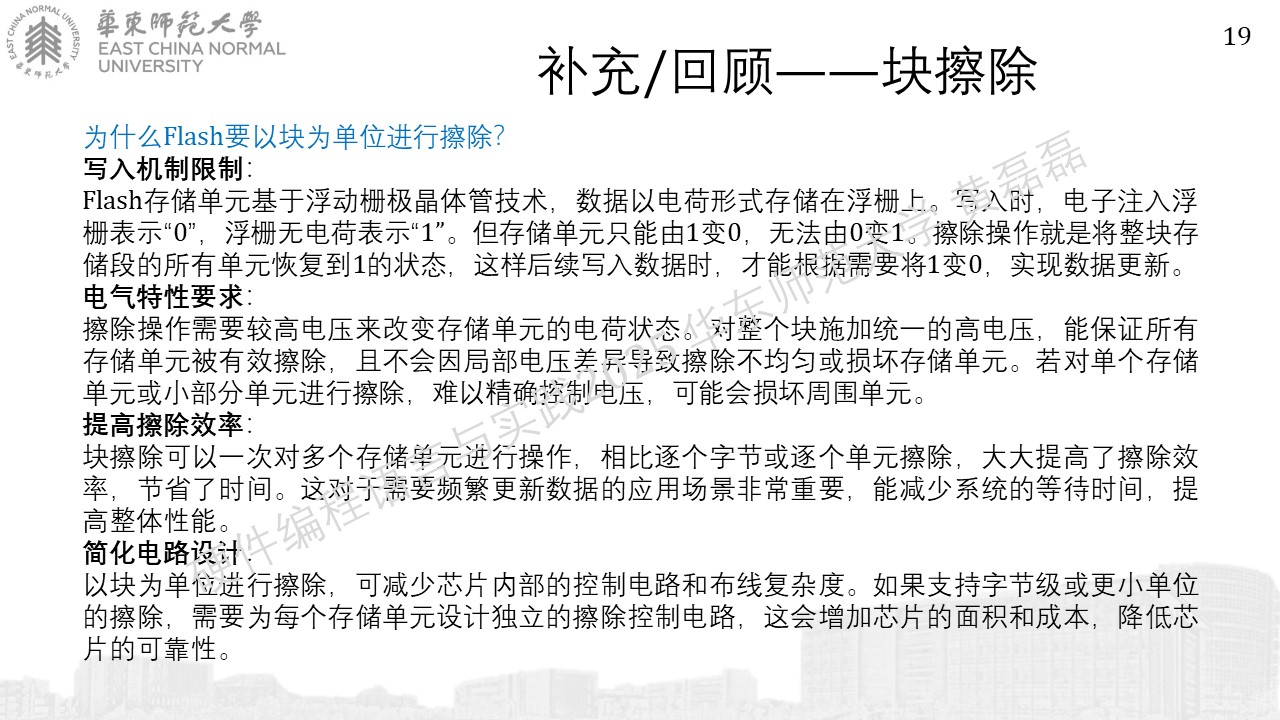 華東師範大學
EAST CHINA NORMAL
UNIVERSITY
EAST CHINA NORMAL UNIVERSITY
華東師範大學
19
补充/回顾——块擦除
为什么Flash要以块为单位进行擦除？
写入机制限制：
Flash存储单元基于浮动栅极晶体管技术，数据以电荷形式存储在浮栅上。写入时，电子注入浮
栅表示“0”，浮栅无电荷表示“1”。但存储单元只能由1变0，无法由0变1。擦除操作就是将整块存
储段的所有单元恢复到1的状态，这样后续写入数据时，才能根据需要将1变0，实现数据更新。
电气特性要求：
擦除操作需要较高电压来改变存储单元的电荷状态。对整个块施加统一的高电压，能保证所有
存储单元被有效擦除，且不会因局部电压差异导致擦除不均匀或损坏存储单元。若对单个存储
单元或小部分单元进行擦除，难以精确控制电压，可能会损坏周围单元。
提高擦除效率：
块擦除可以一次对多个存储单元进行操作，相比逐个字节或逐个单元擦除，大大提高了擦除效
率，节省了时间。这对于需要频繁更新数据的应用场景非常重要，能减少系统的等待时间，提
高整体性能。
简化电路设计：
以块为单位进行擦除，可减少芯片内部的控制电路和布线复杂度。如果支持字节级或更小单位
的擦除，需要为每个存储单元设计独立的擦除控制电路，这会增加芯片的面积和成本，降低芯
片的可靠性。
硬件编程语言与实践2025 华东师范大学 黄磊磊